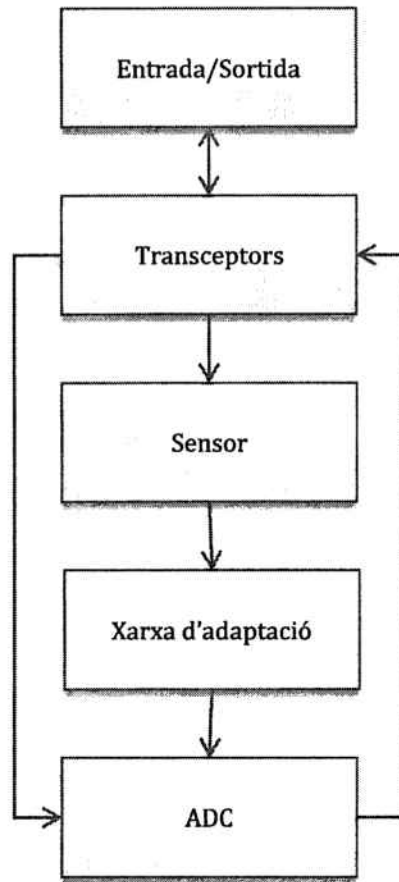 Entrada/Sortida
Transceptors
Sensor
Xarxa d'adaptació
ADC